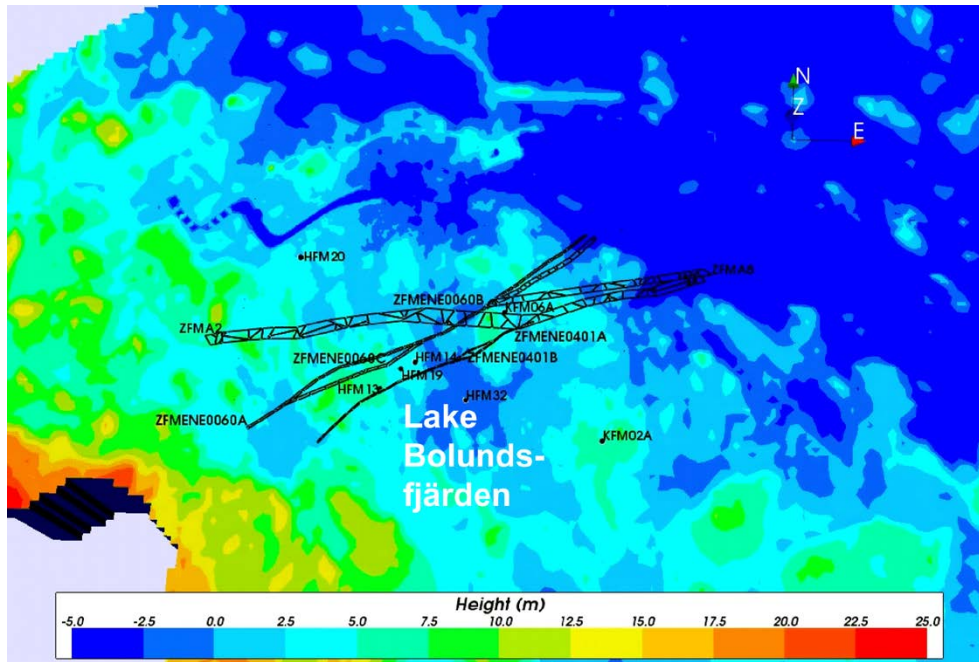 N
Z
E
HFM20
ZFMA8
ZFMENE0060B
KFM06A
ZFMA2
ZFMENE0401A
ZFMENE0060C
HFM14
ZFMENE0401B
HFM19
HFM13
HFM32
ZFMENE0060A
Lake
Bolunds-
fjärden
KFM02A
Height (m)
-5.0 -2.5 0.0 2.5 5.0 7.5 10.0 12.5 15.0 17.5 20.0 22.5 25.0